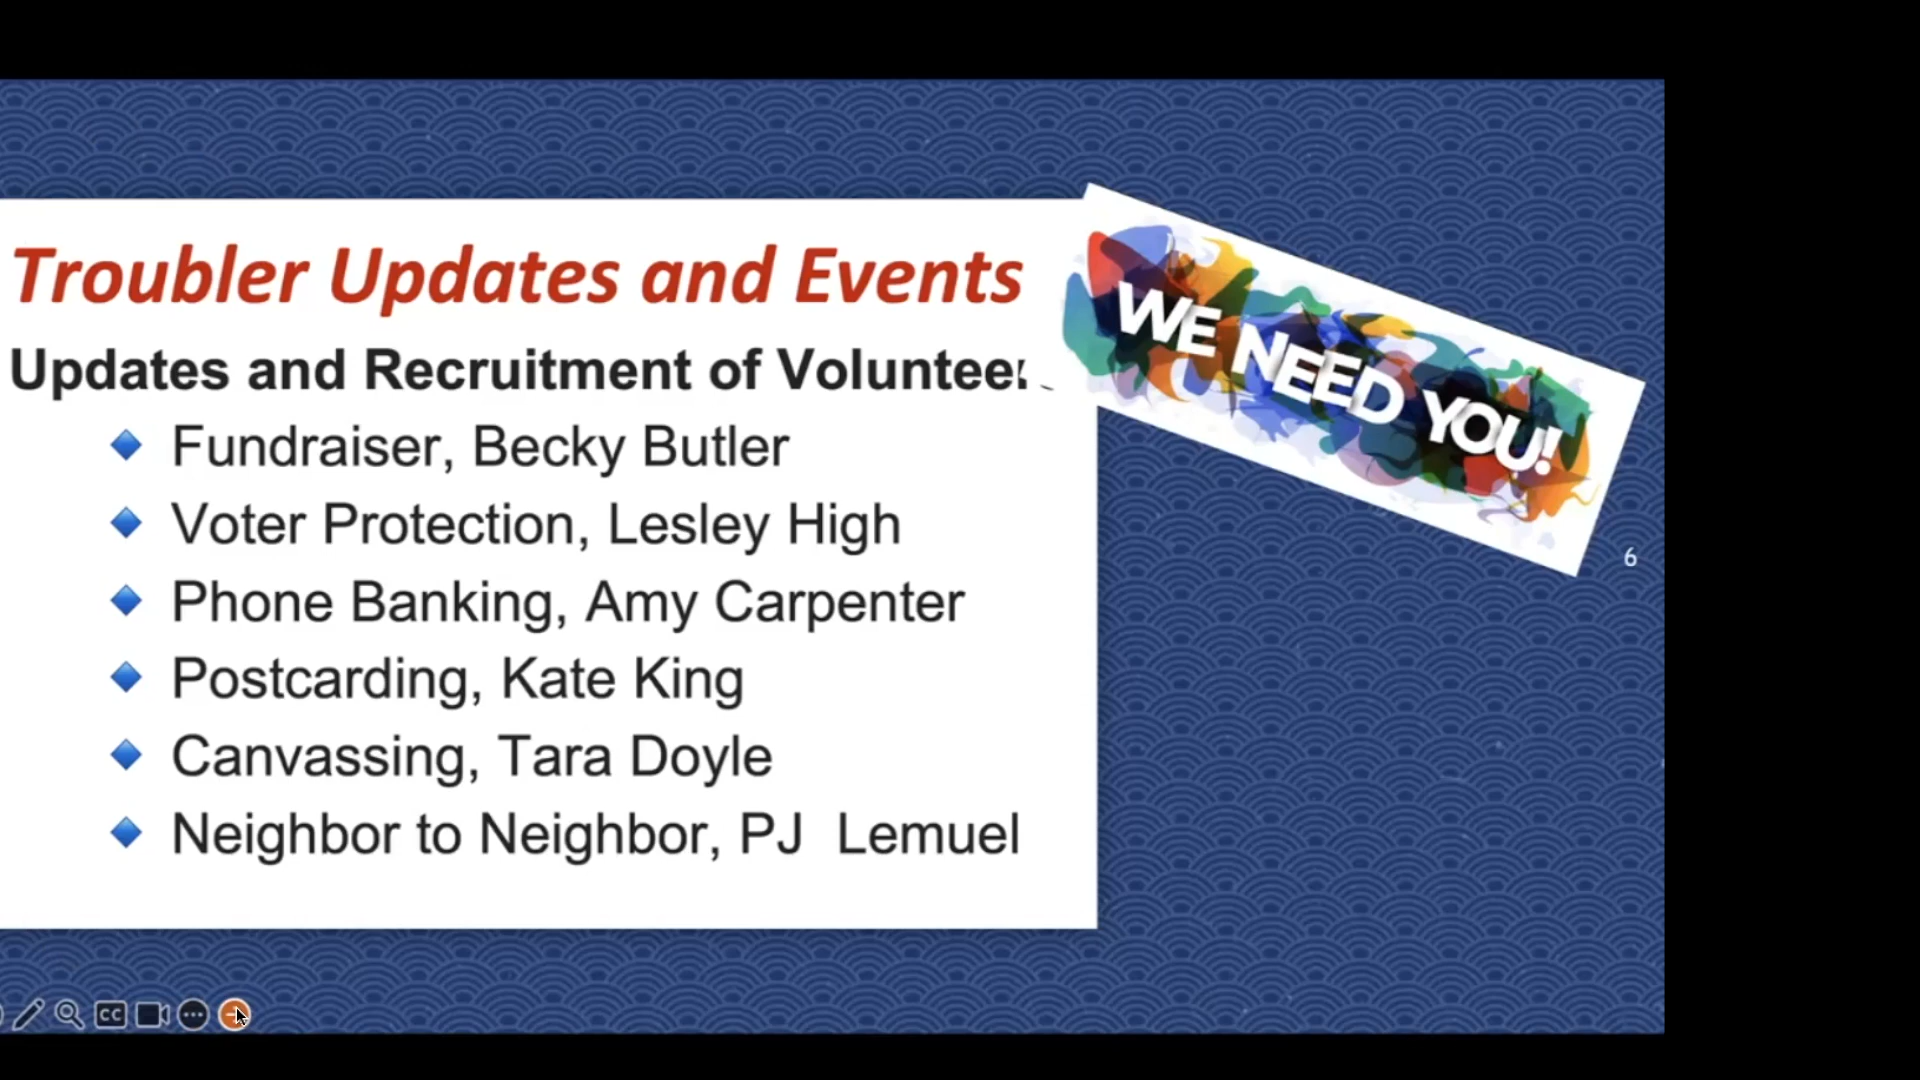 Troubler Updates and Events
Updates and Recruitment of
Fundraiser, Becky Butler
Voter Protection, Lesley High
Phone Banking, Amy Carpenter
Postcarding, Kate King
Canvassing, Tara Doyle
Neighbor to Neighbor, PJ  Lemuel
WE NEED YOU!
6
CC